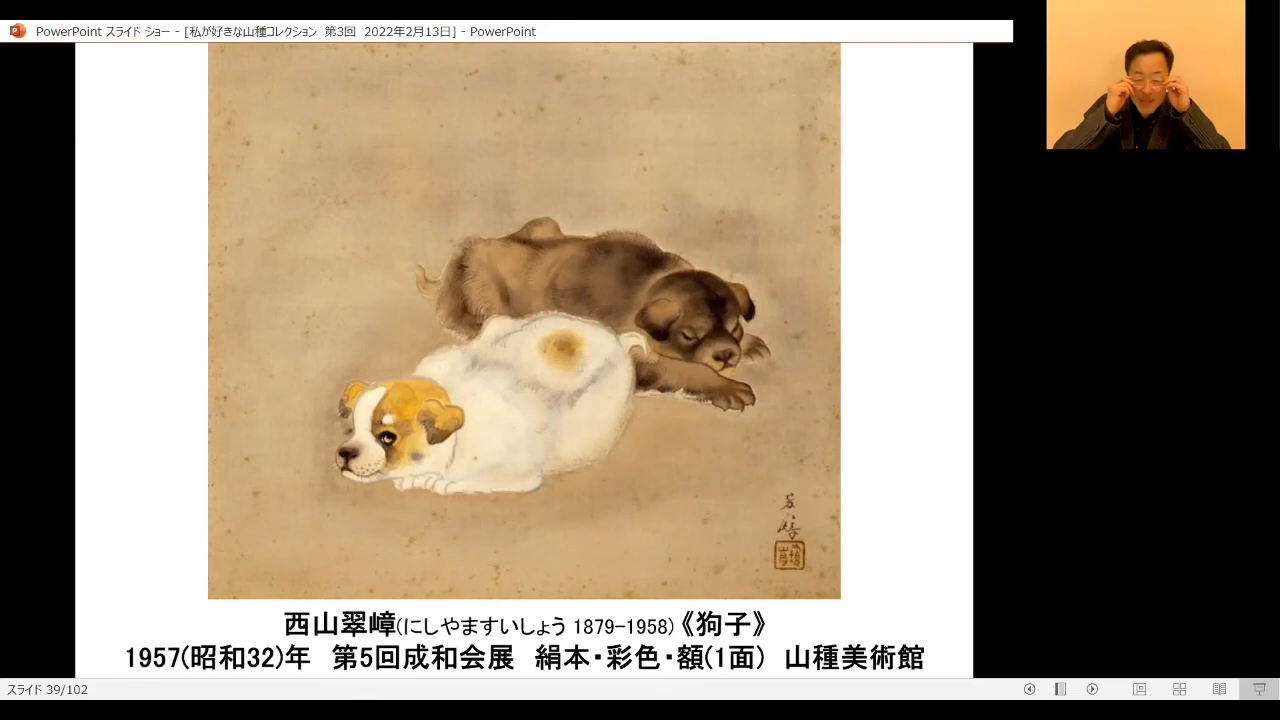 PowerPoint スライド ショー - [私が好きな山種コレクション　第3回　2022年2月13日] - PowerPoint
西山翠嶂(にしやますいしょう 1879-1958)《狗子》
1957(昭和32)年　第5回成和会展　絹本・彩色・額(1面)　山種美術館
スライド 39/102